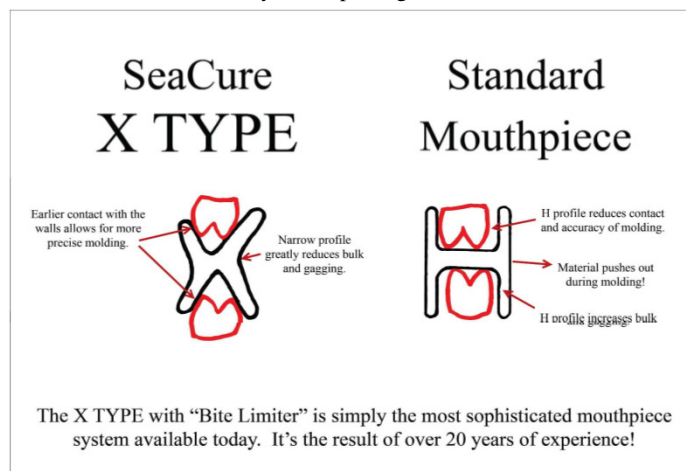 SeaCure
X TYPE
Standard
Mouthpiece
Earlier contact with the
walls allows for more
precise molding.
Narrow profile
greatly reduces bulk
and gagging.
H profile reduces contact
and accuracy of molding.
Material pushes out
during molding!
H profile increases bulk
and gagging.
The X TYPE with “Bite Limiter” is simply the most sophisticated mouthpiece
system available today. It’s the result of over 20 years of experience!